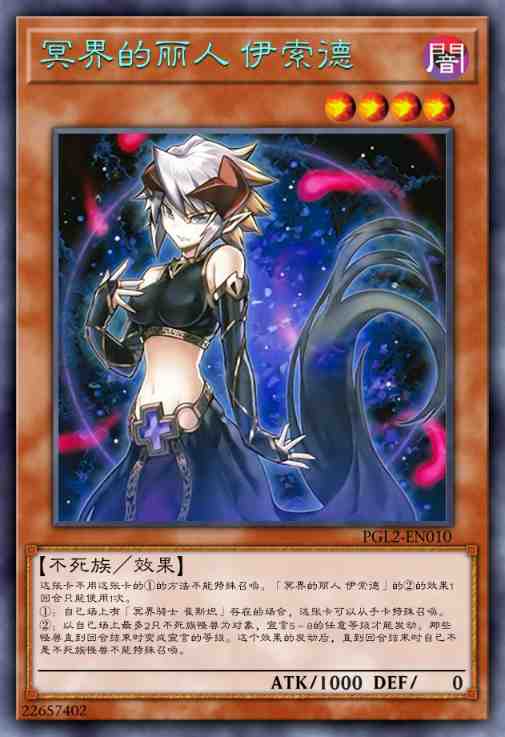 冥界的丽人 伊索德
闇
PGL2-EN010
【不死族／效果】
这张卡不用这张卡的①的方法不能特殊召唤。「冥界的丽人 伊索德」的②的效果1
回合只能使用1次。
①：自己场上有「冥界骑士 崔斯坦」存在的场合，这张卡可以从手卡特殊召唤。
②：以自己场上最多2只不死族怪兽为对象，宣言5－8的任意等级才能发动。那些
怪兽直到回合结束时变成宣言的等级。这个效果的发动后，直到回合结束时自己不
是不死族怪兽不能特殊召唤。
ATK/1000 DEF/ 0
22657402